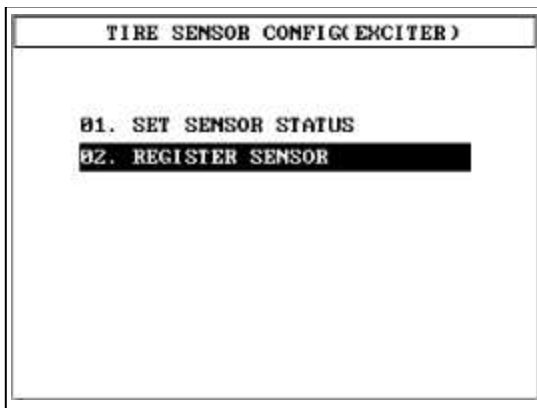 TIRE SENSOR CONFIG(EXCITER)
01. SET SENSOR STATUS
02. REGISTER SENSOR